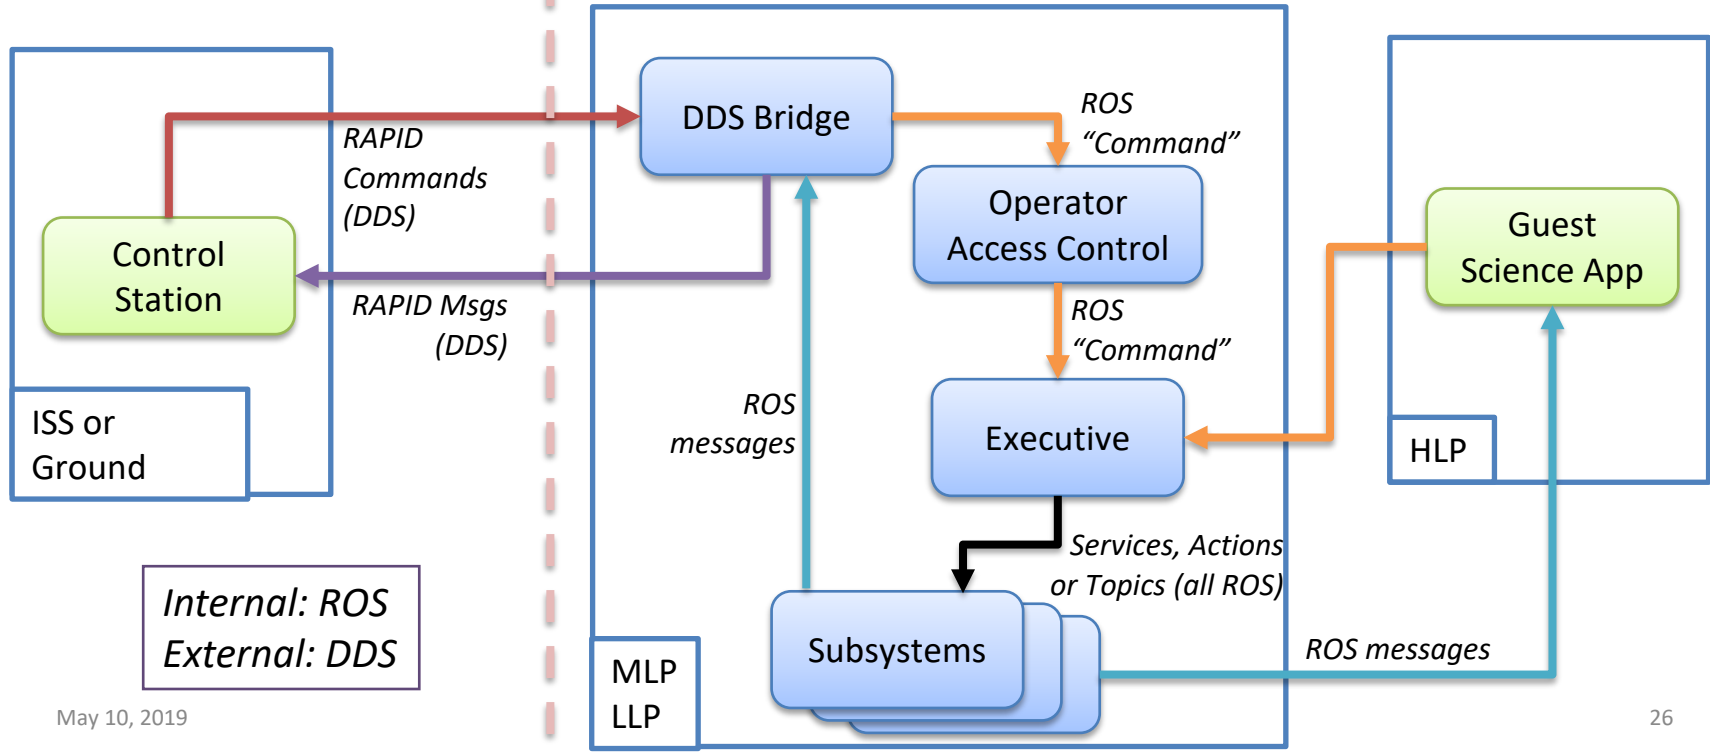 RAPID
Commands
(DDS)
Control
Station
RAPID Msgs
(DDS)
ISS or
Ground
Internal: ROS
External: DDS
DDS Bridge
ROS
“Command”
Operator
Access Control
ROS
“Command”
Executive
ROS
messages
Services, Actions
or Topics (all ROS)
Subsystems
MLP
LLP
Guest
Science App
HLP
ROS messages
May 10, 2019
26